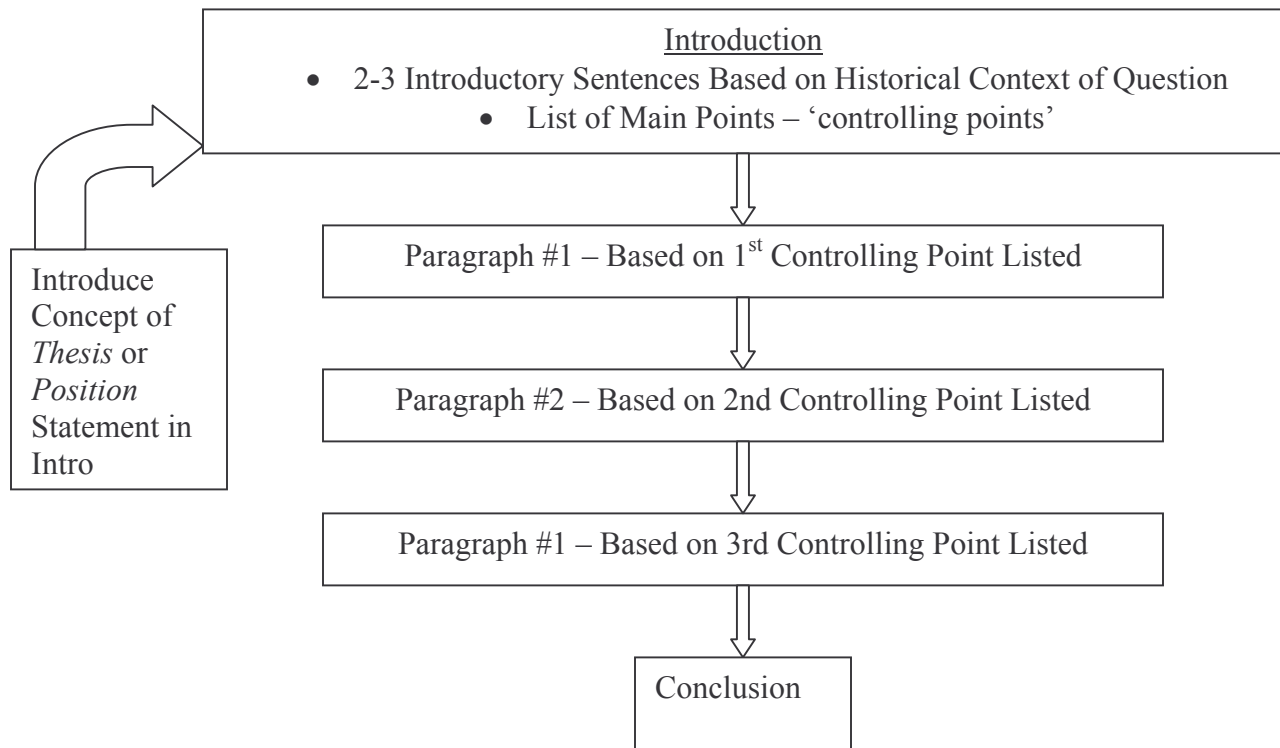 Introduction
• 2-3 Introductory Sentences Based on Historical Context of Question
• List of Main Points – ‘controlling points’
Introduce
Concept of
Thesis or
Position
Statement in
Intro
Paragraph #1 – Based on 1st Controlling Point Listed
Paragraph #2 – Based on 2nd Controlling Point Listed
Paragraph #1 – Based on 3rd Controlling Point Listed
Conclusion